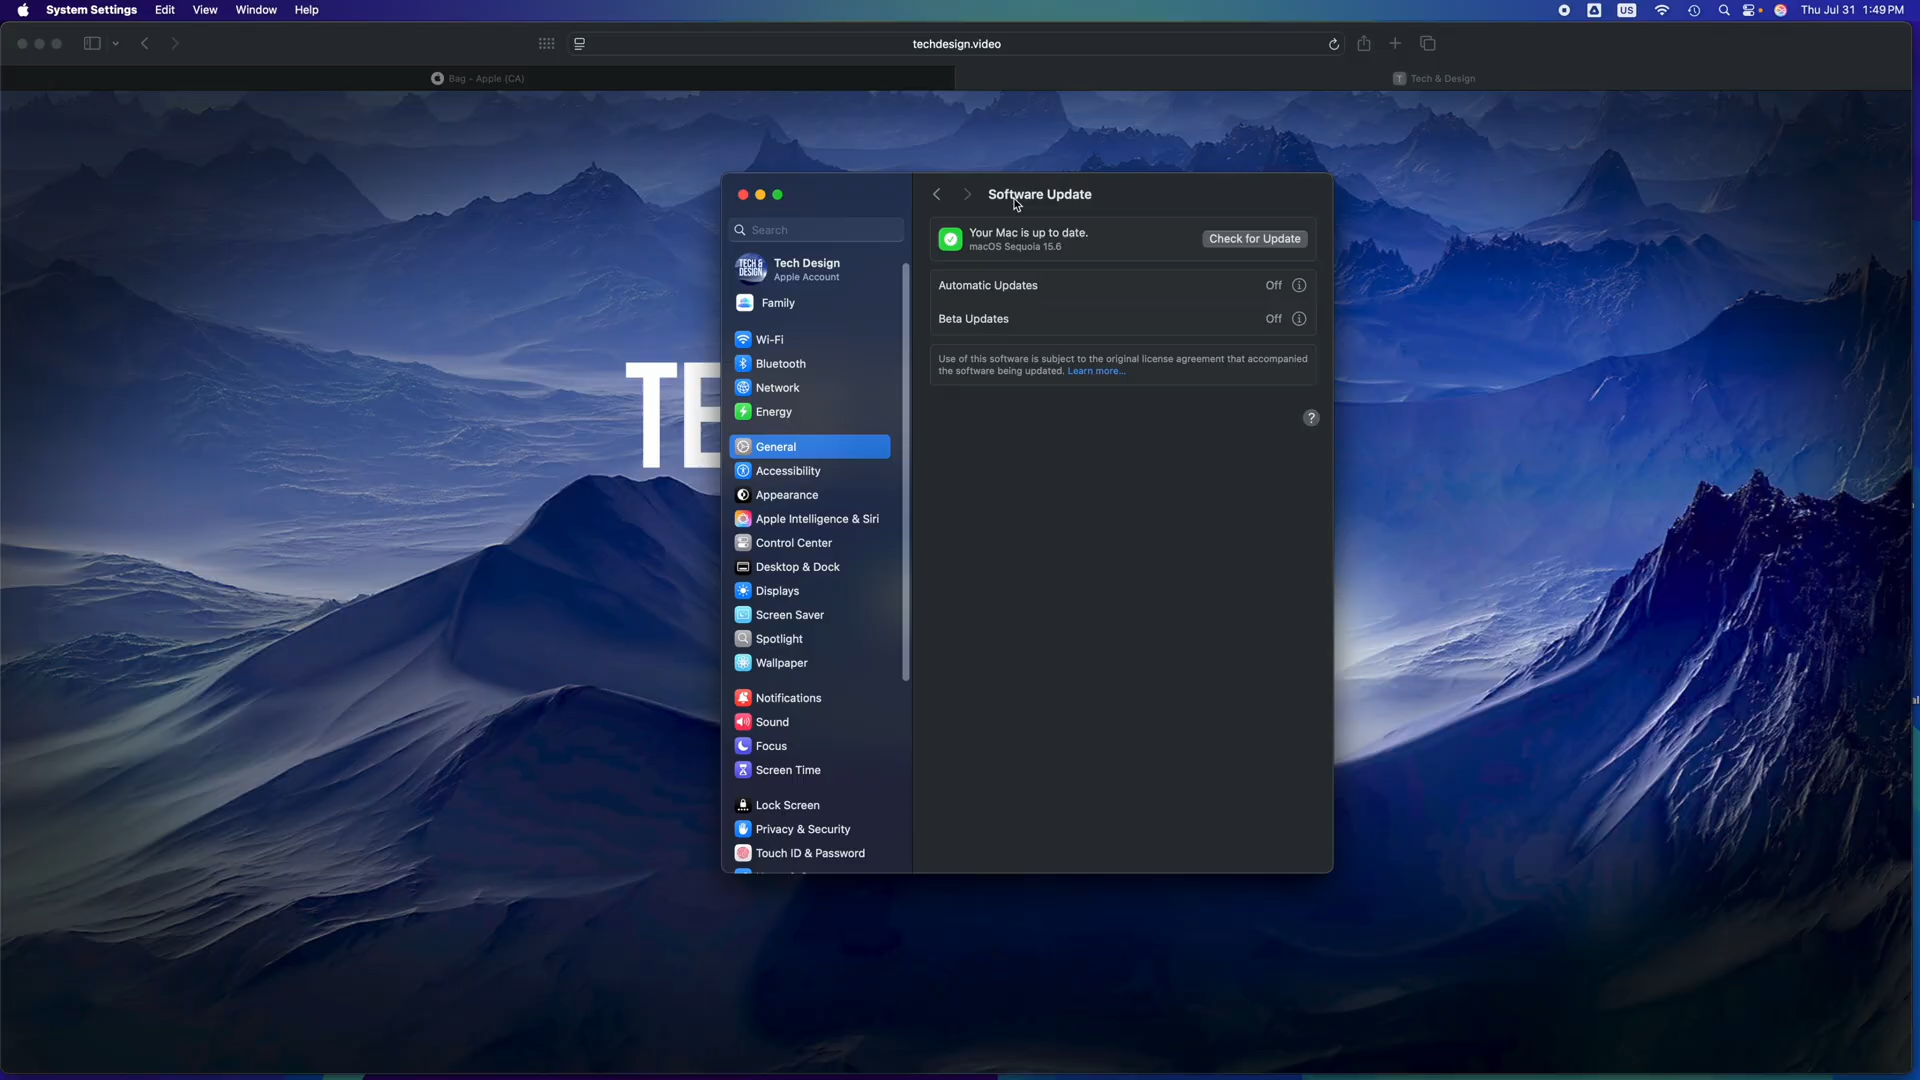 System Settings Edit View Window Help
US Thu Jul 31 1:49 PM
techdesign.video
Bag - Apple (CA)
T Tech & Design
TE
Search
TECH &
DESIGN
Tech Design
Apple Account
Family
Wi-Fi
Bluetooth
Network
Energy
General
Accessibility
Appearance
Apple Intelligence & Siri
Control Center
Desktop & Dock
Displays
Screen Saver
Spotlight
Wallpaper
Notifications
Sound
Focus
Screen Time
Lock Screen
Privacy & Security
Touch ID & Password
Software Update
Your Mac is up to date.
macOS Sequoia 15.6
Check for Update
Automatic Updates Off
Beta Updates Off
Use of this software is subject to the original license agreement that accompanied
the software being updated. Learn more...
?